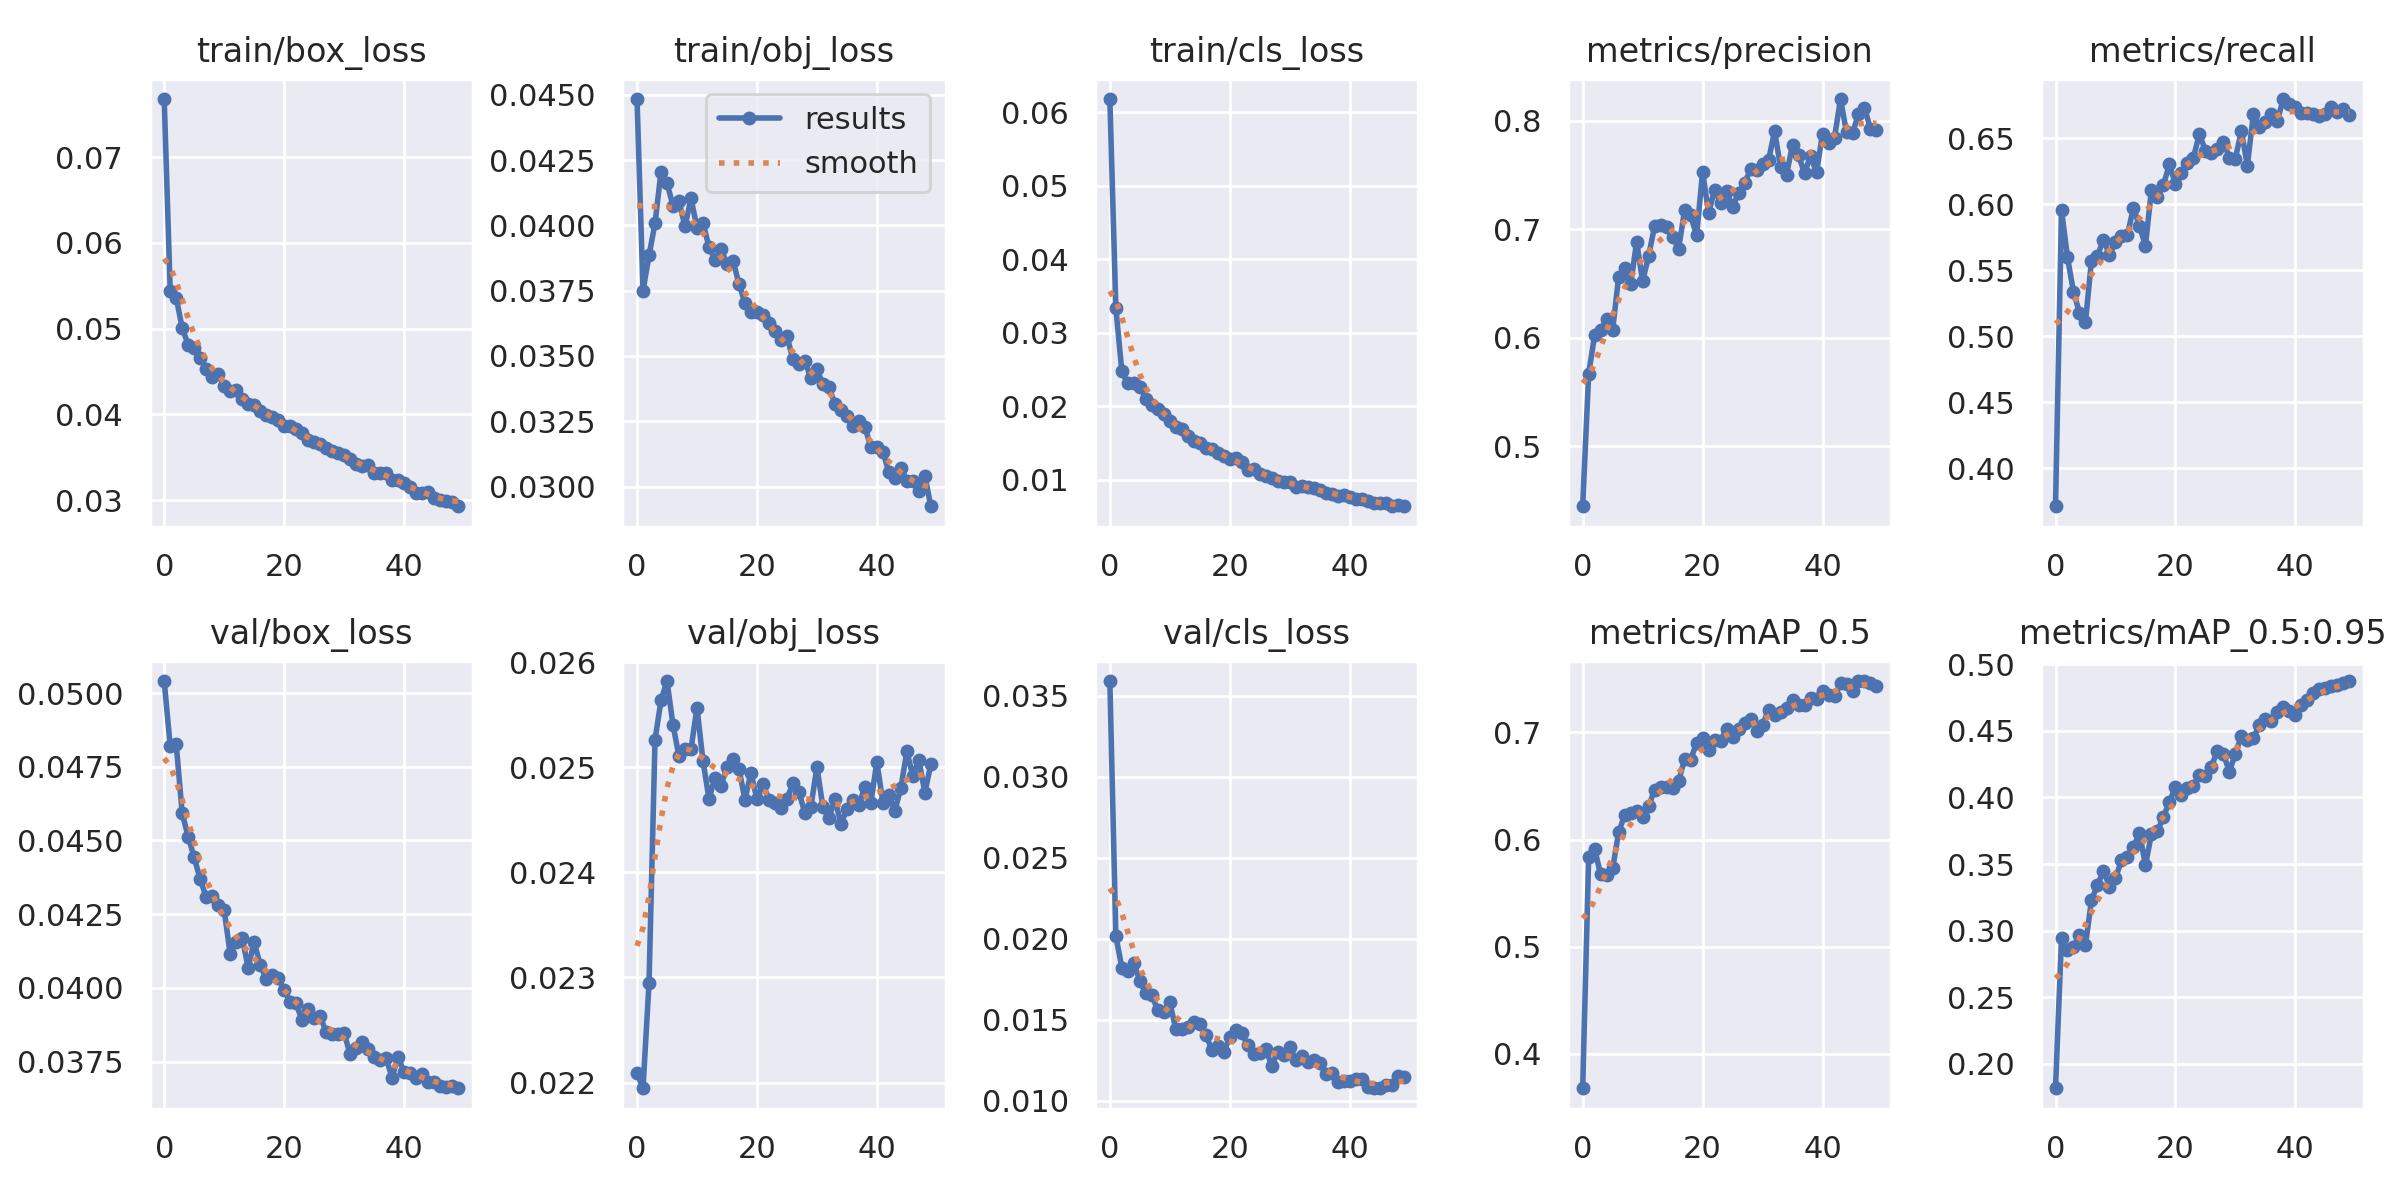 train/box_loss
0.07
0.06
0.05
0.04
0.03
0 20 40
train/obj_loss
0.0450
0.0425
0.0400
0.0375
0.0350
0.0325
0.0300
0 20 40
results
smooth
train/cls_loss
0.06
0.05
0.04
0.03
0.02
0.01
0 20 40
metrics/precision
0.8
0.7
0.6
0.5
0 20 40
metrics/recall
0.65
0.60
0.55
0.50
0.45
0.40
0 20 40
val/box_loss
0.0500
0.0475
0.0450
0.0425
0.0400
0.0375
0 20 40
val/obj_loss
0.026
0.025
0.024
0.023
0.022
0 20 40
val/cls_loss
0.035
0.030
0.025
0.020
0.015
0.010
0 20 40
metrics/mAP_0.5
0.7
0.6
0.5
0.4
0 20 40
metrics/mAP_0.5:0.95
0.50
0.45
0.40
0.35
0.30
0.25
0.20
0 20 40